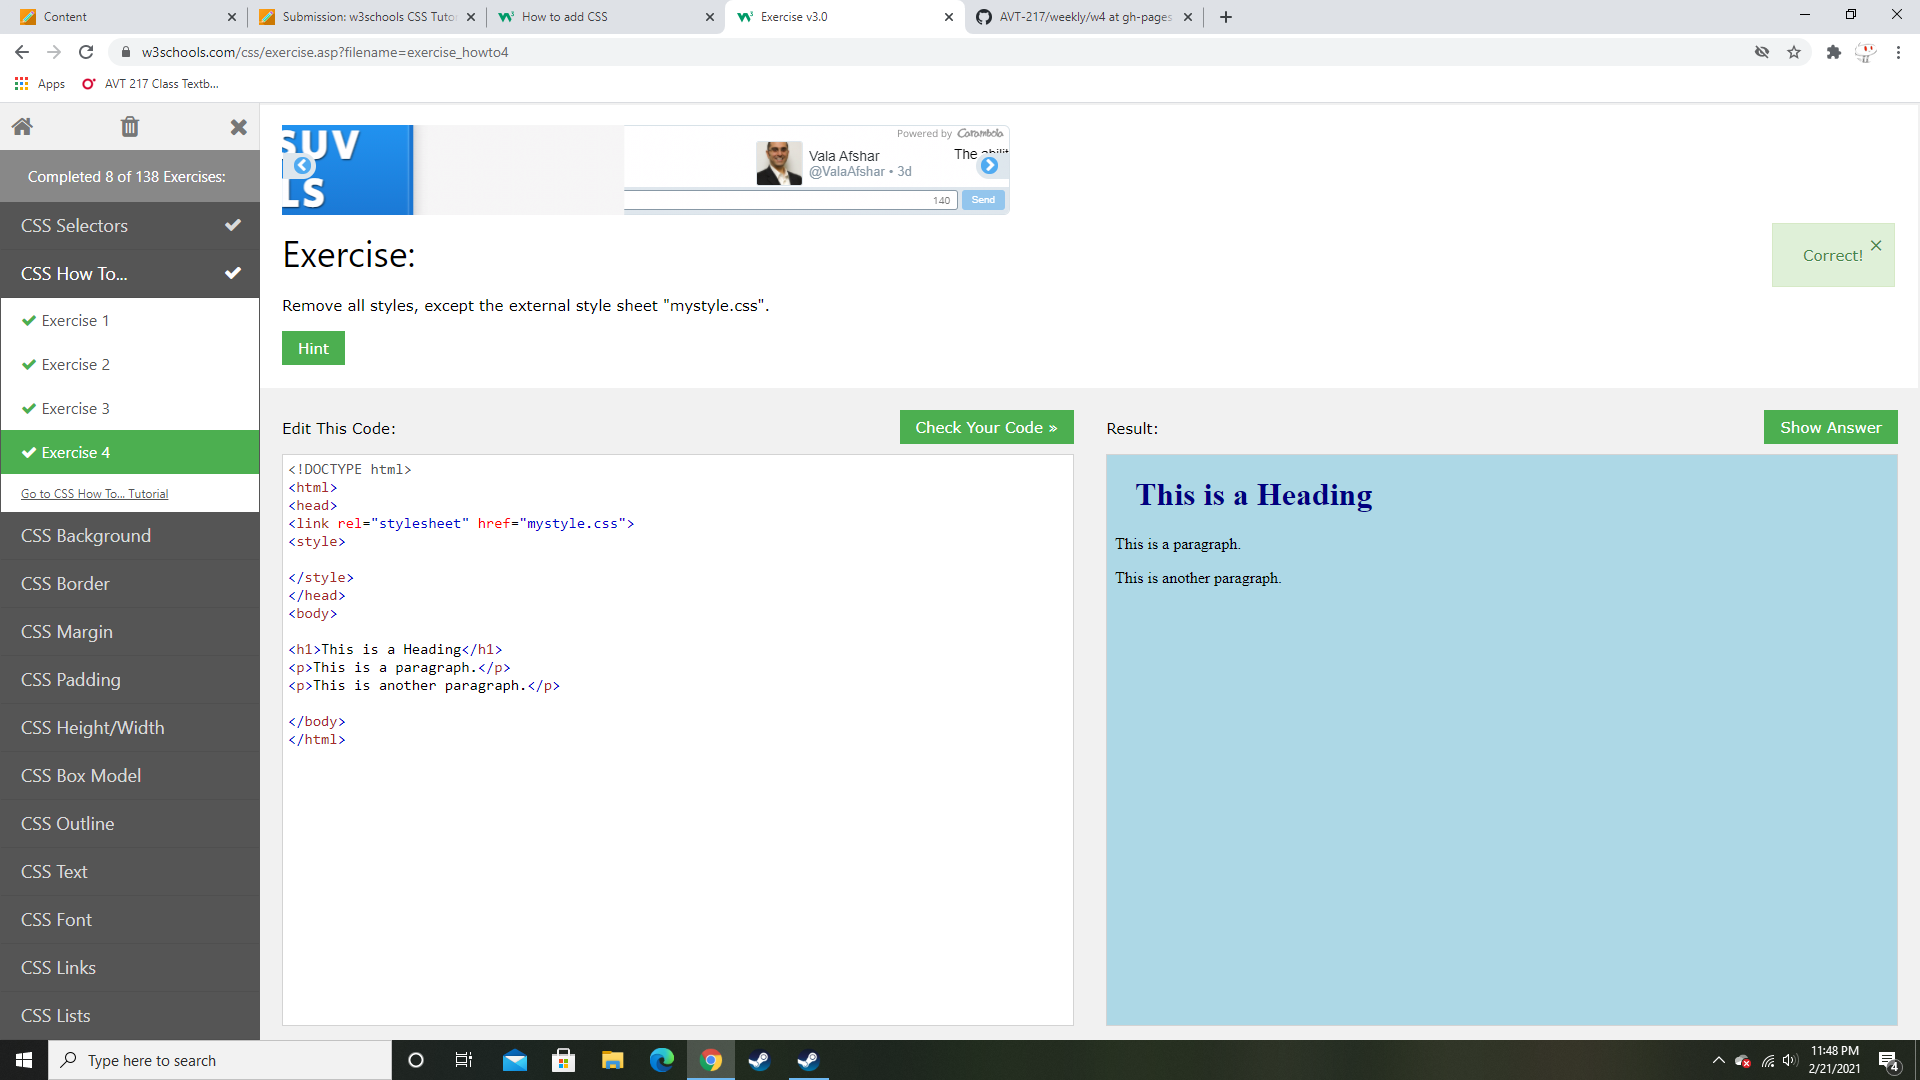 Content
Submission: w3schools CSS Tutor
How to add CSS
Exercise v3.0
AVT-217/weekly/w4 at gh-pages
w3schools.com/css/exercise.asp?filename=exercise_howto4
Apps
AVT 217 Class Textb...
Completed 8 of 138 Exercises:
CSS Selectors
CSS How To...
Exercise 1
Exercise 2
Exercise 3
Exercise 4
Go to CSS How To... Tutorial
CSS Background
CSS Border
CSS Margin
CSS Padding
CSS Height/Width
CSS Box Model
CSS Outline
CSS Text
CSS Font
CSS Links
CSS Lists
SUV
LS
Powered by Carambola
Vala Afshar
@ValaAfshar • 3d
The abilit
140
Send
Exercise:
Correct!
Remove all styles, except the external style sheet "mystyle.css".
Hint
Edit This Code:
Check Your Code »
<!DOCTYPE html>
<html>
<head>
<link rel="stylesheet" href="mystyle.css">
<style>
</style>
</head>
<body>
<h1>This is a Heading</h1>
<p>This is a paragraph.</p>
<p>This is another paragraph.</p>
</body>
</html>
Result:
Show Answer
This is a Heading
This is a paragraph.
This is another paragraph.
Type here to search
11:48 PM
2/21/2021
4